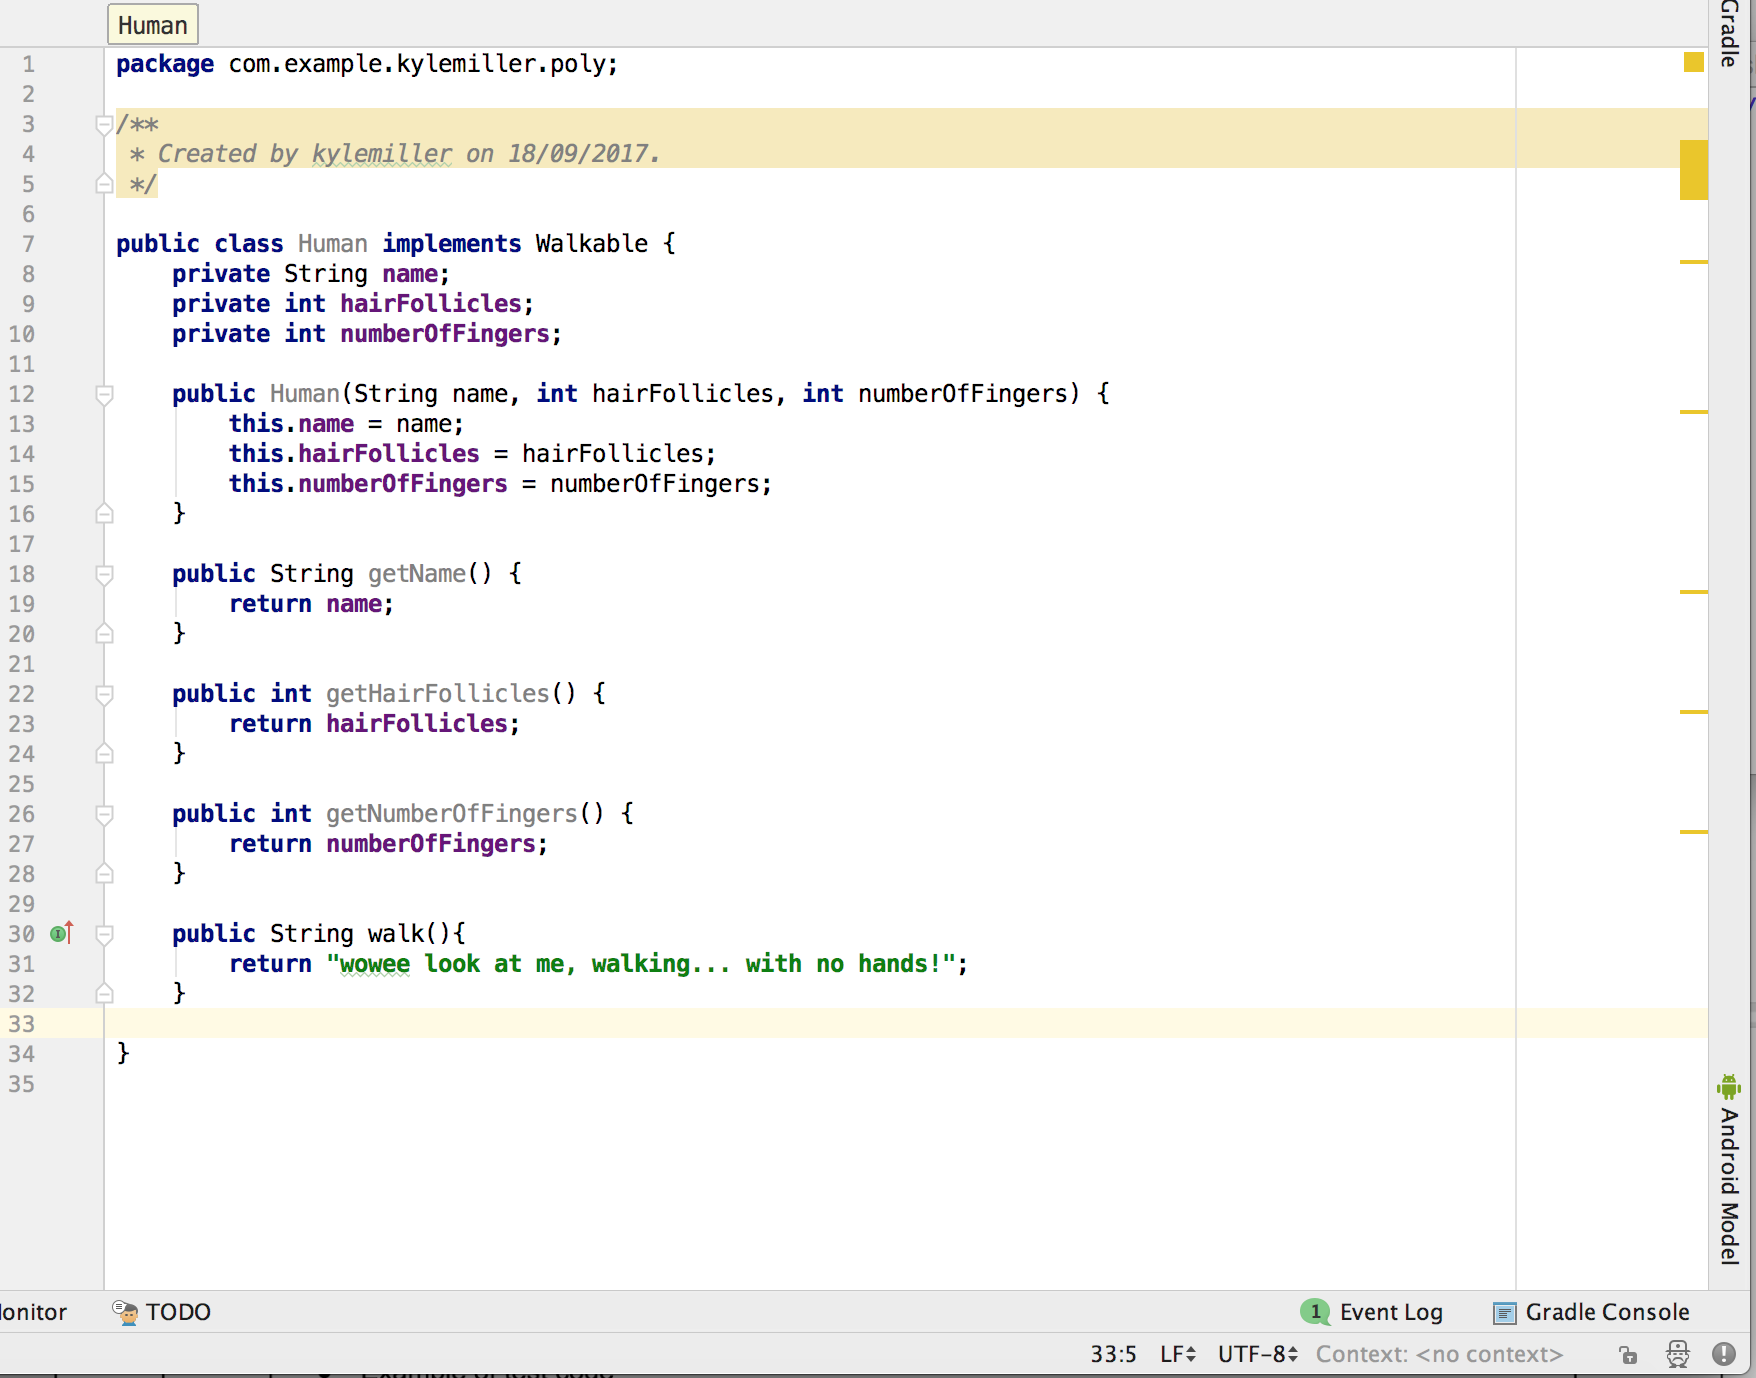 Human
Gradle
1 package com.example.kylemiller.poly;
2
3 /**
4 * Created by kylemiller on 18/09/2017.
5 */
6
7 public class Human implements Walkable {
8 private String name;
9 private int hairFollicles;
10 private int numberOfFingers;
11
12 public Human(String name, int hairFollicles, int numberOfFingers) {
13 this.name = name;
14 this.hairFollicles = hairFollicles;
15 this.numberOfFingers = numberOfFingers;
16 }
17
18 public String getName() {
19 return name;
20 }
21
22 public int getHairFollicles() {
23 return hairFollicles;
24 }
25
26 public int getNumberOfFingers() {
27 return numberOfFingers;
28 }
29
30 public String walk(){
31 return "wowee look at me, walking... with no hands!";
32 }
33
34 }
35
Android Model
onitor TODO 1 Event Log Gradle Console
33:5 LF UTF-8 Context: <no context>